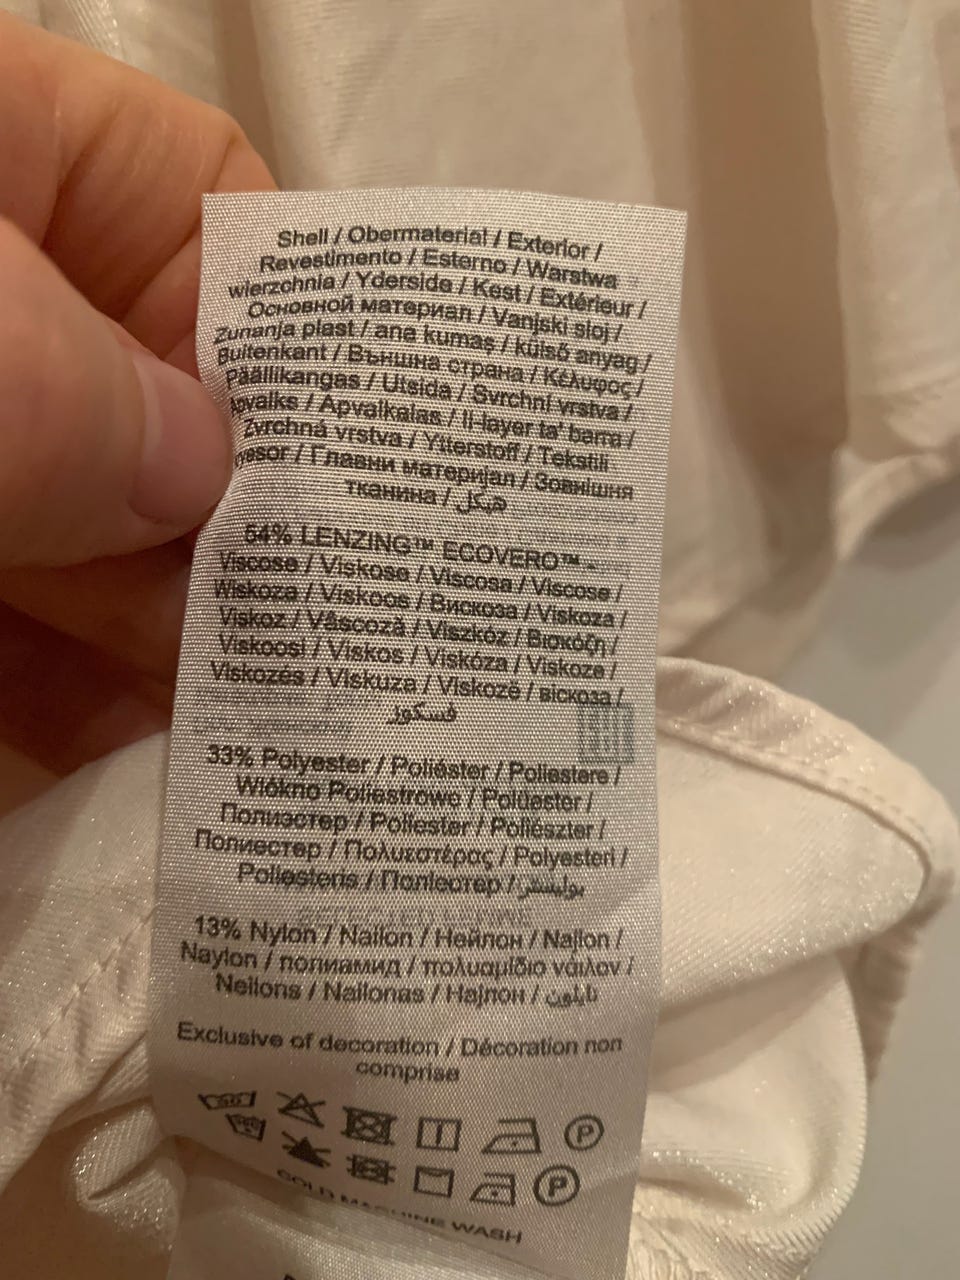 Shell / Obermaterial / Exterior /
Revestimento / Esterno / Warstwa
wierzchnia / Yderside / Kest / Extérieur /
Основной материал / Vanjski sloj /
Zunanja plast / ana kumaş / külső anyag /
Buitenkant / Външна страна / Κέλυφος /
Päällikangas / Utsida / Svrchní vrstva /
Apvalks / Apvalkalas / Il-layer ta' barra /
Zvrchná vrstva / Ytterstoff / Tekstili
/ Главни материјал / Зовнішня
тканина / هيكل
54% LENZING™ ECOVERO™ -
Viscose / Viskose / Viscosa / Viscose /
Wiskoza / Viskoos / Вискоза / Viskoza /
Viskoz / Vâscoză / Viszkóz / Βισκόζη /
Viskoosi / Viskos / Viskóza / Viskoze /
Viskozės / Viskuża / Viskozë / віскоза /
فسكوز
33% Polyester / Poliéster / Poliestere /
Włókno Poliestrowe / Polüester /
Полиэстер / Poliester / Poliészter /
Полиестер / Πολυεστέρας / Polyesteri /
Poliesteris / Поліестер / بوليستر
13% Nylon / Nailon / Нейлон / Najlon /
Naylon / полиамид / πολυαμίδιο νάιλον /
Neilons / Nailonas / Најлон / نايلون
Exclusive of decoration / Décoration non
comprise
P
P
COLD MACHINE WASH